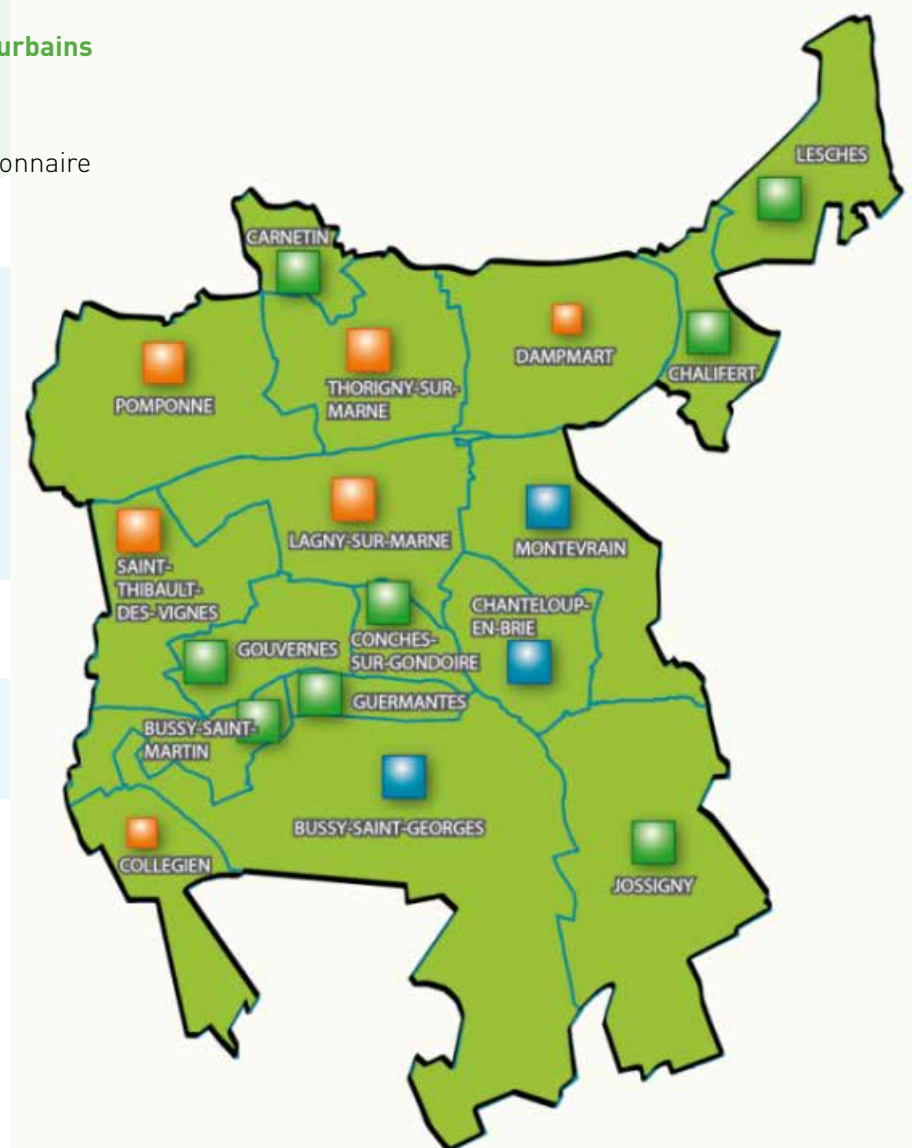 urbains
onnaire
LESCHES
CARNETIN
DAMPMART
CHALIFERT
POMPONNE
THORIGNY-SUR-
MARNE
LAGNY-SUR-MARNE
MONTEVRAIN
SAINT-
THIBAULT-
DES-VIGNES
CHANTELOUP-
EN-BRIE
GOUVERNES
CONCHES-
SUR-GONDOIRE
GUERMANTES
BUSSY-SAINT-
MARTIN
BUSSY-SAINT-GEORGES
COLLEGIEN
JOSSIGNY